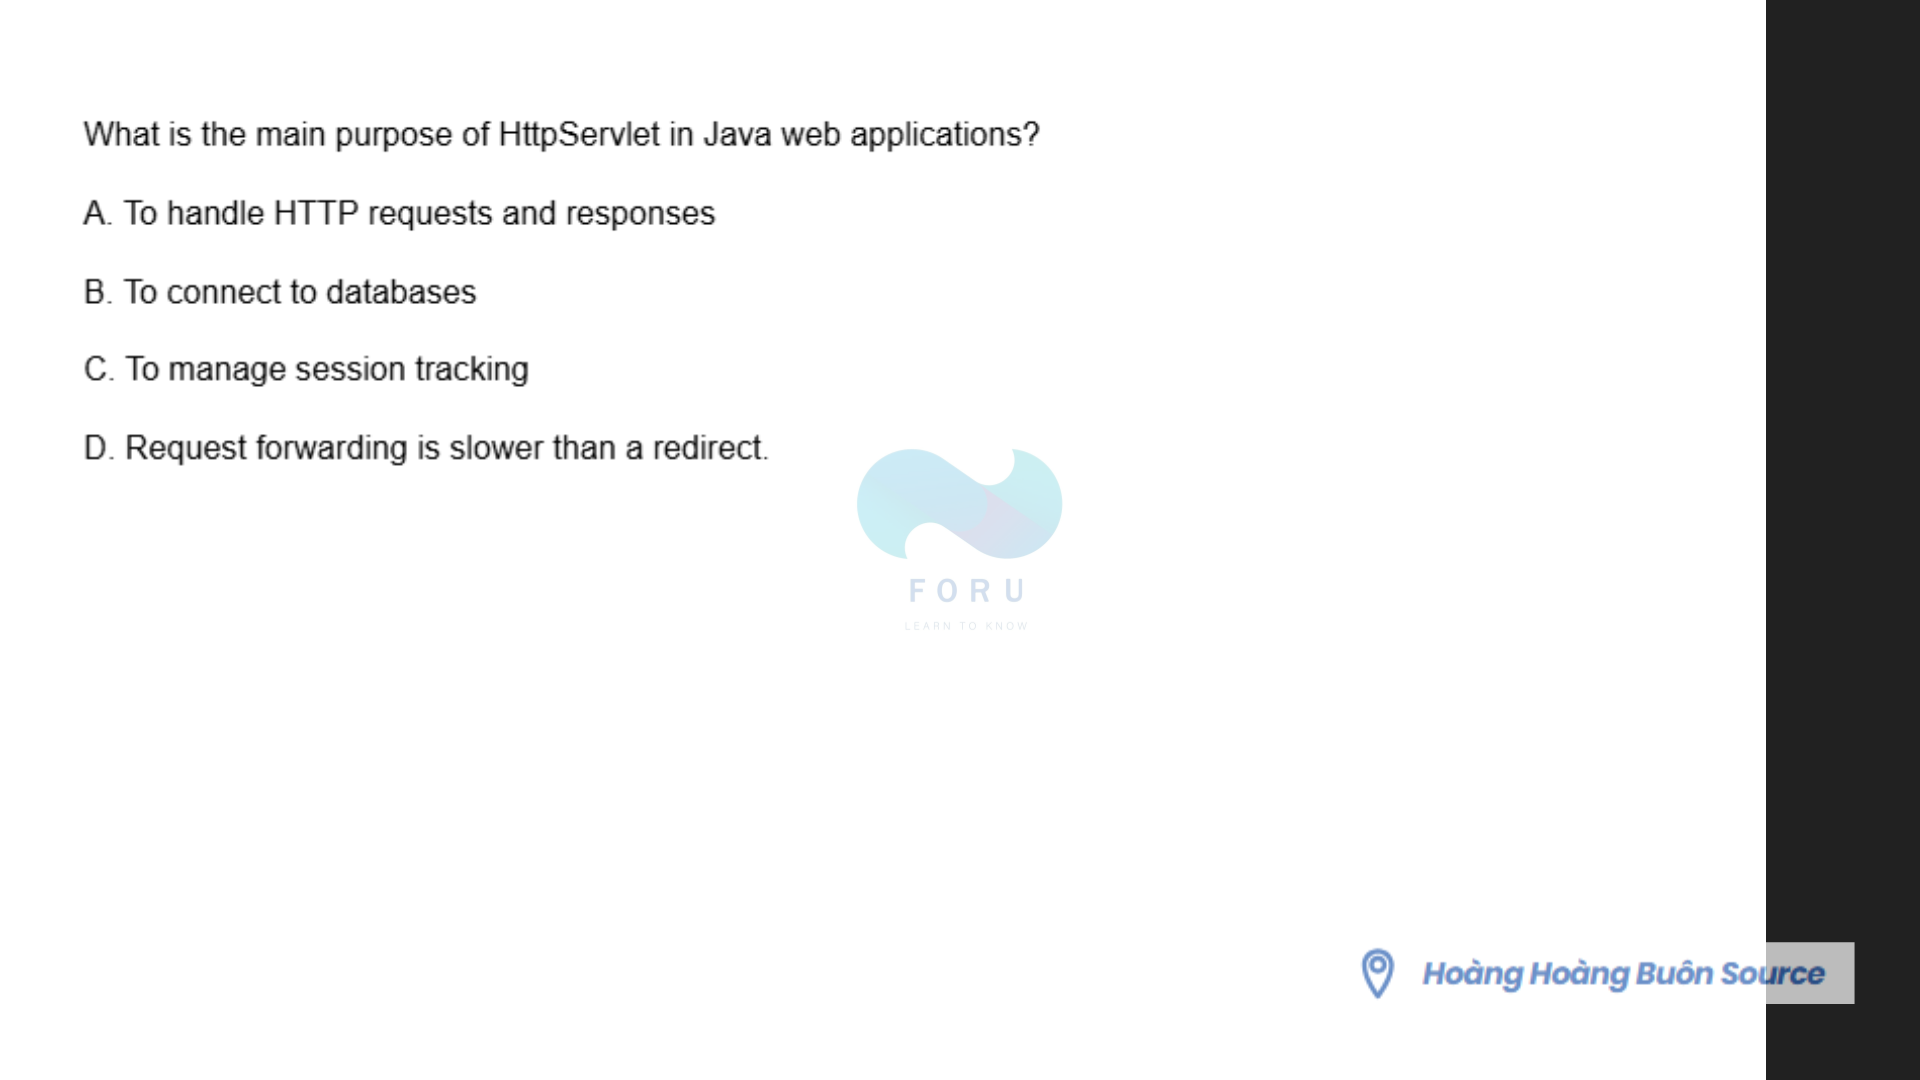 What is the main purpose of HttpServlet in Java web applications?
A. To handle HTTP requests and responses
B. To connect to databases
C. To manage session tracking
D. Request forwarding is slower than a redirect.
FORU
LEARN TO KNOW
Hoàng Hoàng Buôn Source